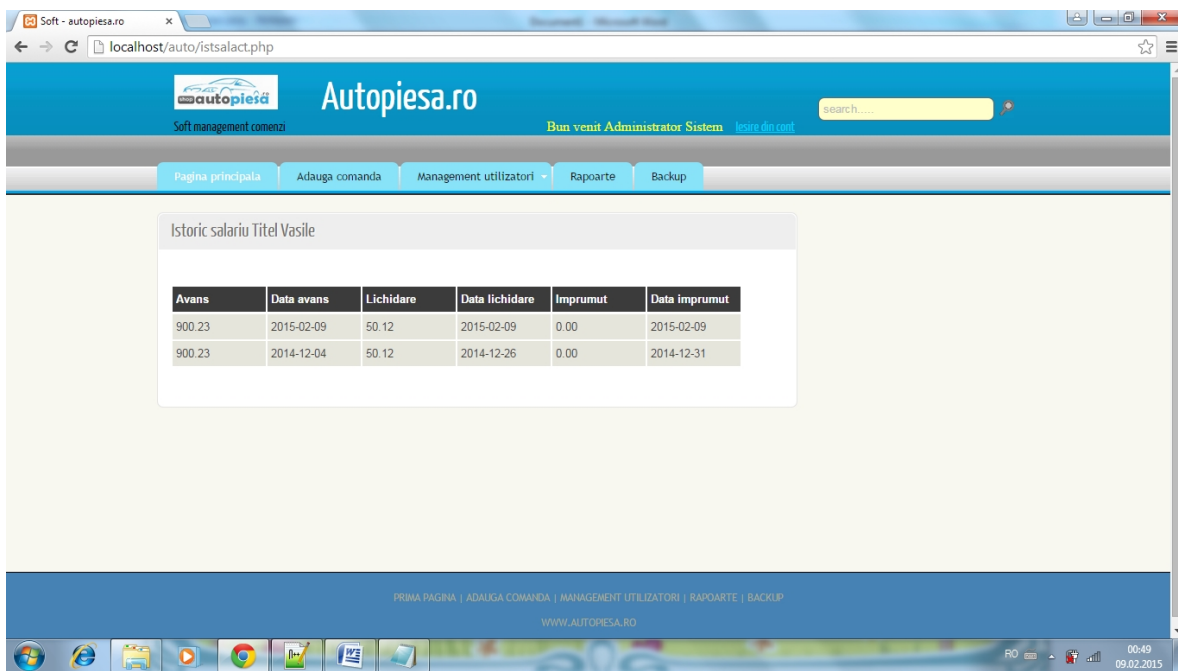 Soft - autopiesa.ro
localhost/auto/istsalact.php
shop autopiesă
Autopiesa.ro
search.....
Soft management comenzi
Bun venit Administrator Sistem Iesire din cont
Pagina principala Adauga comanda Management utilizatori Rapoarte Backup
Istoric salariu Titel Vasile
Avans Data avans Lichidare Data lichidare Imprumut Data imprumut
900.23 2015-02-09 50.12 2015-02-09 0.00 2015-02-09
900.23 2014-12-04 50.12 2014-12-26 0.00 2014-12-31
PRIMA PAGINA | ADAUGA COMANDA | MANAGEMENT UTILIZATORI | RAPOARTE | BACKUP
WWW.AUTOPIESA.RO
RO
00:49
09.02.2015